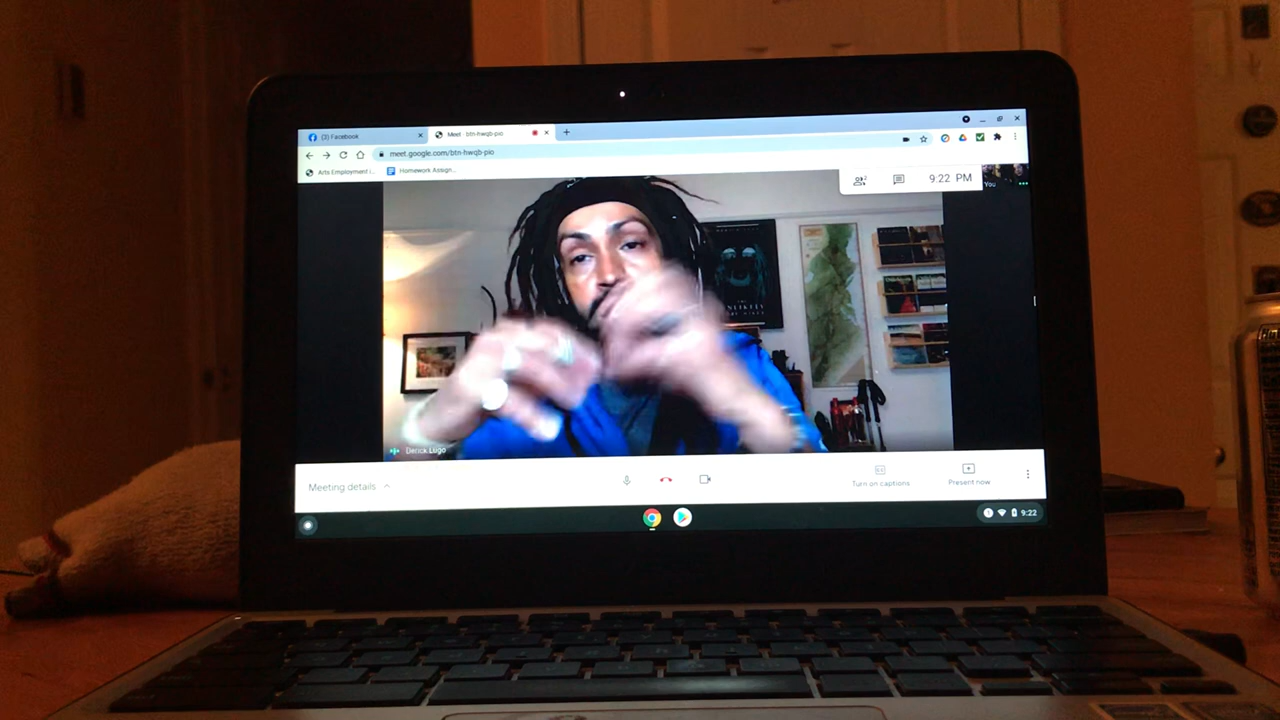 (3) Facebook
Meet - btn-hwqb-pio
meet.google.com/btn-hwqb-pio
Arts Employment i...
Homework Assign...
2
9:22 PM
You
Derick Lugo
Meeting details
Turn on captions
Present now
9:22